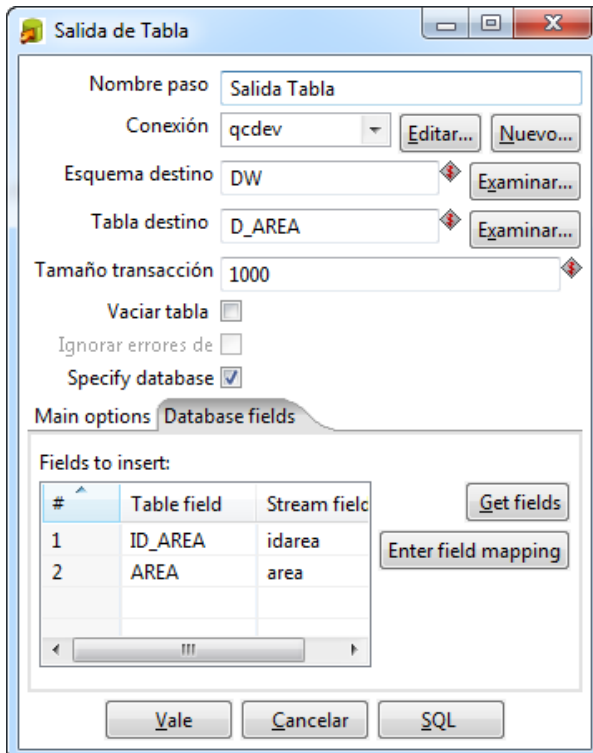 Salida de Tabla
Nombre paso Salida Tabla
Conexión qcdev Editar... Nuevo...
Esquema destino DW Examinar...
Tabla destino D_AREA Examinar...
Tamaño transacción 1000
Vaciar tabla
Ignorar errores de
Specify database
Main options Database fields
Fields to insert:
# Table field Stream field
Get fields
1 ID_AREA idarea
Enter field mapping
2 AREA area
Vale Cancelar SQL